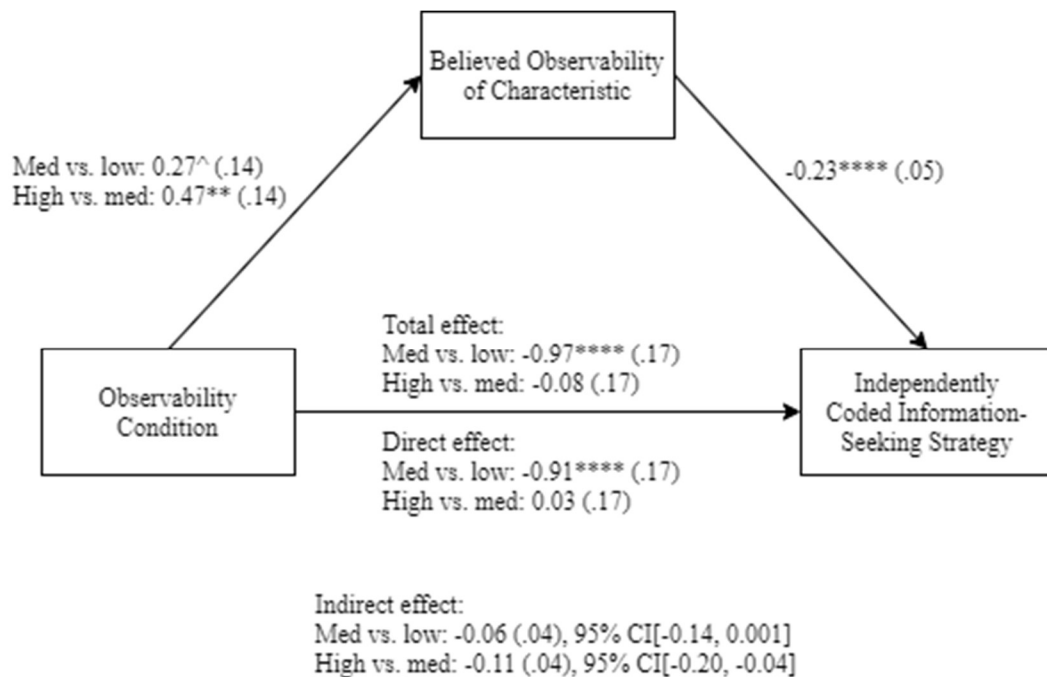 Believed Observability
of Characteristic
Med vs. low: 0.27^ (.14)
High vs. med: 0.47** (.14)
-0.23**** (.05)
Total effect:
Med vs. low: -0.97**** (.17)
High vs. med: -0.08 (.17)
Observability
Condition
Independently
Coded Information-
Seeking Strategy
Direct effect:
Med vs. low: -0.91**** (.17)
High vs. med: 0.03 (.17)
Indirect effect:
Med vs. low: -0.06 (.04), 95% CI[-0.14, 0.001]
High vs. med: -0.11 (.04), 95% CI[-0.20, -0.04]